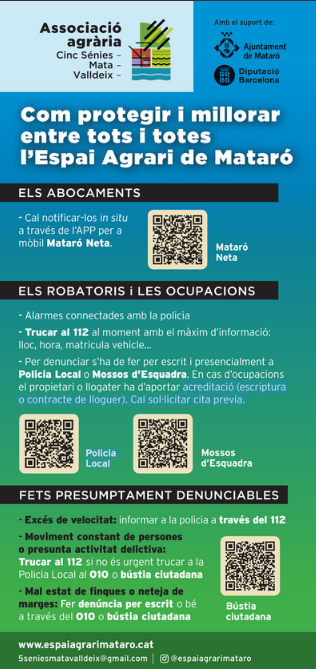 Associació
agrària
Cinc Sénies –
Mata –
Valldeix –
Amb el suport de:
Ajuntament
de Mataró
Diputació
Barcelona
Com protegir i millorar
entre tots i totes
l'Espai Agrari de Mataró
ELS ABOCAMENTS
- Cal notificar-los in situ
a través de l'APP per a
mòbil Mataró Neta.
Mataró
Neta
ELS ROBATORIS i LES OCUPACIONS
- Alarmes connectades amb la policia
- Trucar al 112 al moment amb el màxim d'informació:
lloc, hora, matrícula vehicle...
- Per denunciar s'ha de fer per escrit i presencialment a
Policia Local o Mossos d'Esquadra. En cas d'ocupacions
el propietari o llogater ha d'aportar acreditació (escriptura
o contracte de lloguer). Cal sol·licitar cita previa.
Policia
Local
Mossos
d'Esquadra
FETS PRESUMPTAMENT DENUNCIABLES
- Excés de velocitat: informar a la policia a través del 112
- Moviment constant de persones
o presunta activitat delictiva:
Trucar al 112 si no és urgent trucar a la
Policia Local al 010 o bústia ciutadana
- Mal estat de finques o neteja de
marges: Fer denúncia per escrit o bé
a través del 010 o bústia ciutadana
Bústia
ciutadana
www.espaiagrarimataro.cat
5seniesmatavalldeix@gmail.com | @espaiagrarimataro